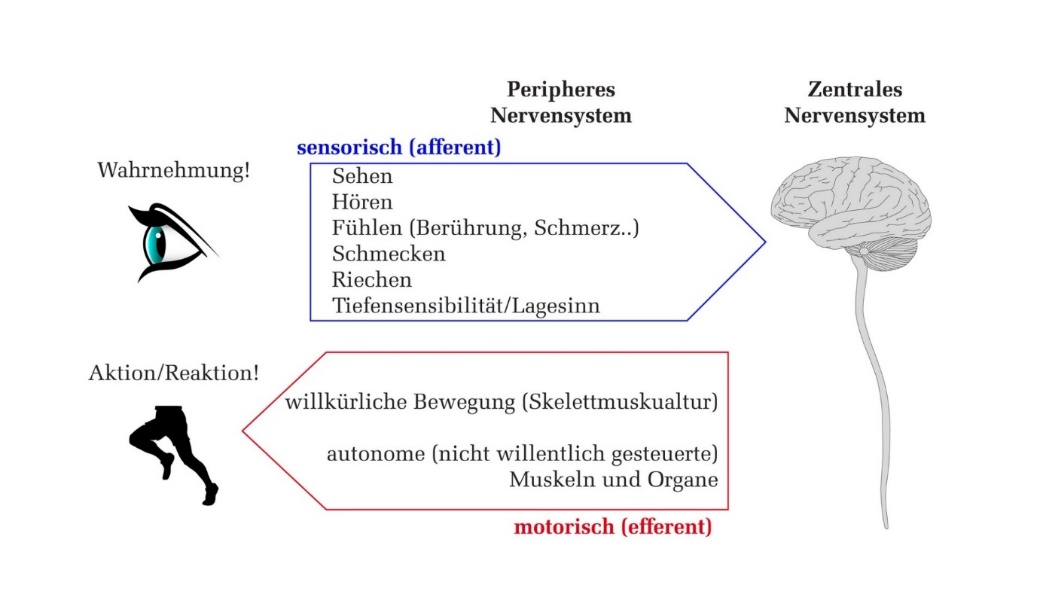 Peripheres
Nervensystem
Zentrales
Nervensystem
sensorisch (afferent)
Wahrnehmung!
Sehen
Hören
Fühlen (Berührung, Schmerz..)
Schmecken
Riechen
Tiefensensibilität/Lagesinn
Aktion/Reaktion!
willkürliche Bewegung (Skelettmuskualtur)
autonome (nicht willentlich gesteuerte)
Muskeln und Organe
motorisch (efferent)